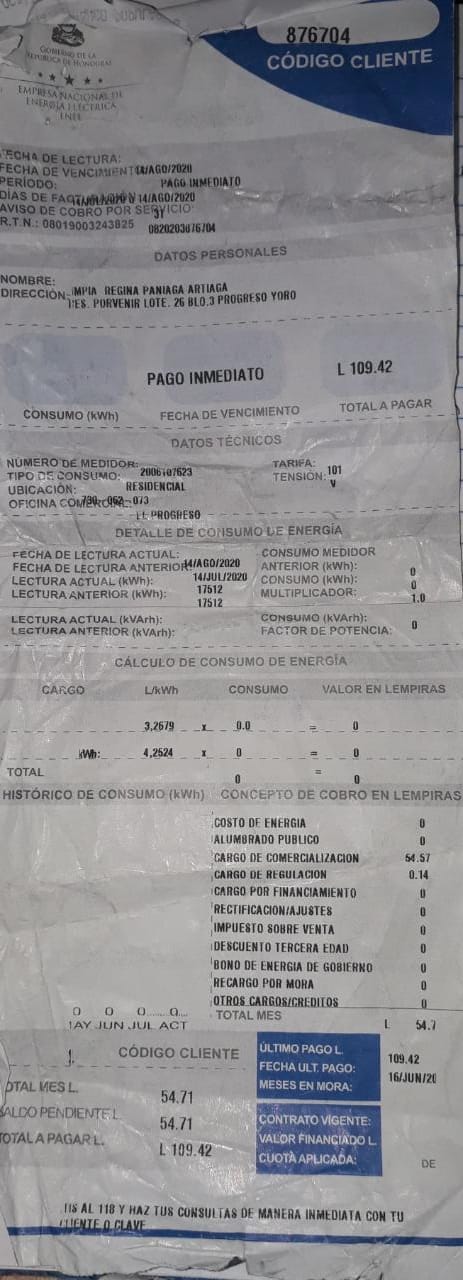 876704
CÓDIGO CLIENTE
GOBIERNO DE LA
REPÚBLICA DE HONDURAS
EMPRESA NACIONAL DE
ENERGÍA ELÉCTRICA
ENEE
FECHA DE LECTURA:
FECHA DE VENCIMIENTO 14/AGO/2020
PERÍODO: PAGO INMEDIATO
DÍAS DE FACTURACIÓN: 14/JUL/2020 @ 14/AGO/2020
AVISO DE COBRO POR SERVICIO: 31
R.T.N.: 08019003243825 0820203676704
DATOS PERSONALES
NOMBRE:
DIRECCIÓN: IMPIA REGINA PANIAGA ARTIAGA
RES. PORVENIR LOTE. 26 BLO.3 PROGRESO YORO
PAGO INMEDIATO L 109.42
CONSUMO (kWh) FECHA DE VENCIMIENTO TOTAL A PAGAR
DATOS TÉCNICOS
NÚMERO DE MEDIDOR: TARIFA: 101
TIPO DE CONSUMO: 2006107623 TENSIÓN: V
UBICACIÓN: RESIDENCIAL
OFICINA COMERCIAL: 062 - 073
EL PROGRESO
DETALLE DE CONSUMO DE ENERGÍA
FECHA DE LECTURA ACTUAL: CONSUMO MEDIDOR
FECHA DE LECTURA ANTERIOR: 14/AGO/2020 ANTERIOR (kWh): 0
LECTURA ACTUAL (kWh): 14/JUL/2020 CONSUMO (kWh): 0
LECTURA ANTERIOR (kWh): 17512 MULTIPLICADOR: 1.0
17512
LECTURA ACTUAL (kVArh): CONSUMO (kVArh): 0
LECTURA ANTERIOR (kVArh): FACTOR DE POTENCIA:
CÁLCULO DE CONSUMO DE ENERGÍA
CARGO L/kWh CONSUMO VALOR EN LEMPIRAS
3,2679 x 0.0 = 0
kWh: 4,2524 x 0 = 0
TOTAL 0 = 0
HISTÓRICO DE CONSUMO (kWh) CONCEPTO DE COBRO EN LEMPIRAS
COSTO DE ENERGIA 0
ALUMBRADO PUBLICO 0
CARGO DE COMERCIALIZACION 54.57
CARGO DE REGULACION 0.14
CARGO POR FINANCIAMIENTO 0
RECTIFICACION/AJUSTES 0
IMPUESTO SOBRE VENTA 0
DESCUENTO TERCERA EDAD 0
BONO DE ENERGIA DE GOBIERNO 0
RECARGO POR MORA 0
OTROS CARGOS/CREDITOS 0
0 0 0 0 TOTAL MES L 54.7
MAY JUN JUL ACT
CÓDIGO CLIENTE
ÚLTIMO PAGO L. 109.42
FECHA ULT. PAGO: 16/JUN/20
MESES EN MORA:
TOTAL MES L. 54.71
SALDO PENDIENTE L. 54.71
TOTAL A PAGAR L. L 109.42
CONTRATO VIGENTE:
VALOR FINANCIADO L.
CUOTA APLICADA: DE
AL 118 Y HAZ TUS CONSULTAS DE MANERA INMEDIATA CON TU
CLIENTE O CLAVE